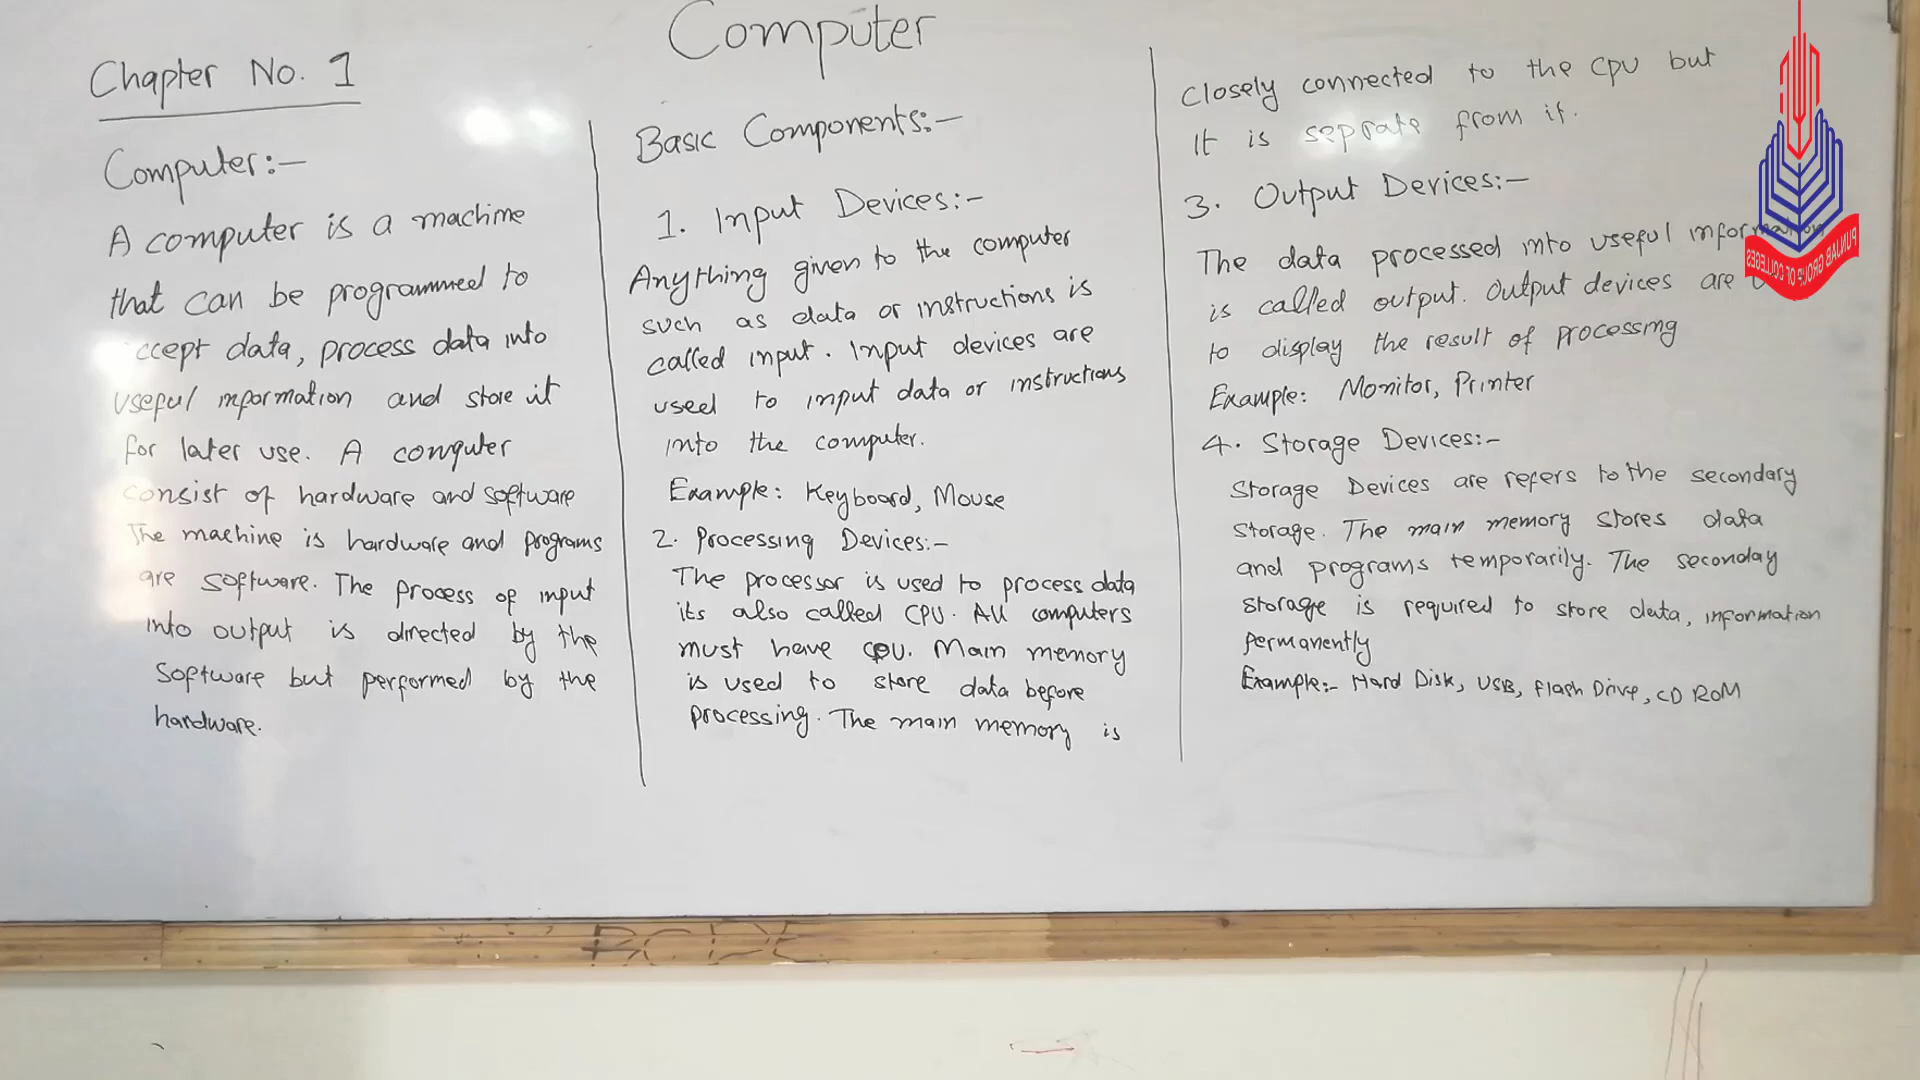 Computer
Chapter No. 1
Computer:-
A computer is a machine
that can be programmed to
ccept data, process data into
useful information and store it
for later use. A computer
consist of hardware and software
The machine is hardware and programs
are software. The process of input
into output is directed by the
software but performed by the
hardware.
Basic Components:-
1. Input Devices:-
Anything given to the computer
such as data or instructions is
called input. Input devices are
used to input data or instructions
into the computer.
Example: Keyboard, Mouse
2. Processing Devices:-
The processor is used to process data
its also called CPU. All computers
must have cpu. Main memory
is used to store data before
processing. The main memory is
Closely connected to the CPU but
It is seprate from it.
3. Output Devices:-
The data processed into useful information
is called output. Output devices are
to display the result of processing
Example: Monitor, Printer
4. Storage Devices:-
Storage Devices are refers to the secondary
storage. The main memory stores data
and programs temporarily. The seconday
storage is required to store data, information
permanently
Example:- Hard Disk, USB, Flash Drive, CD ROM
PUNJAB GROUP OF COLLEGES